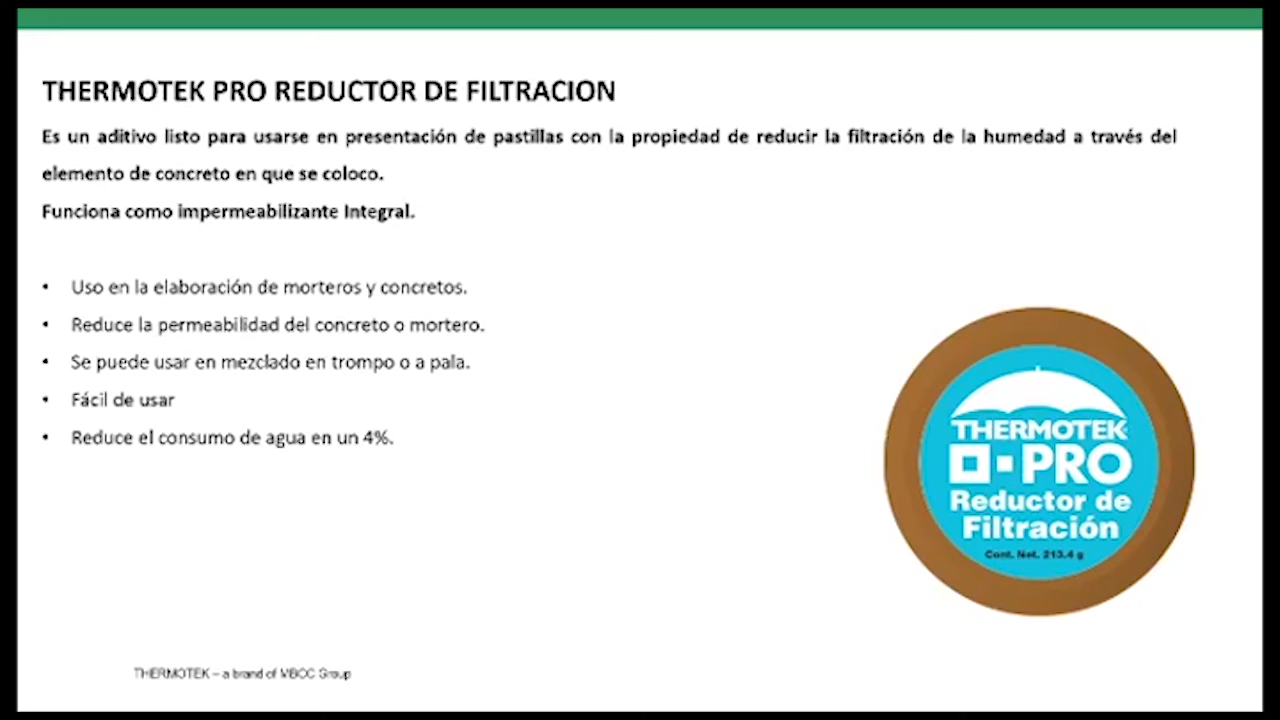 THERMOTEK PRO REDUCTOR DE FILTRACION
Es un aditivo listo para usarse en presentación de pastillas con la propiedad de reducir la filtración de la humedad a través del
elemento de concreto en que se coloco.
Funciona como impermeabilizante Integral.
• Uso en la elaboración de morteros y concretos.
• Reduce la permeabilidad del concreto o mortero.
• Se puede usar en mezclado en trompo o a pala.
• Fácil de usar
• Reduce el consumo de agua en un 4%.
THERMOTEK
PRO
Reductor de
Filtración
Cont. Net. 213.4 g
THERMOTEK – a brand of MBCC Group